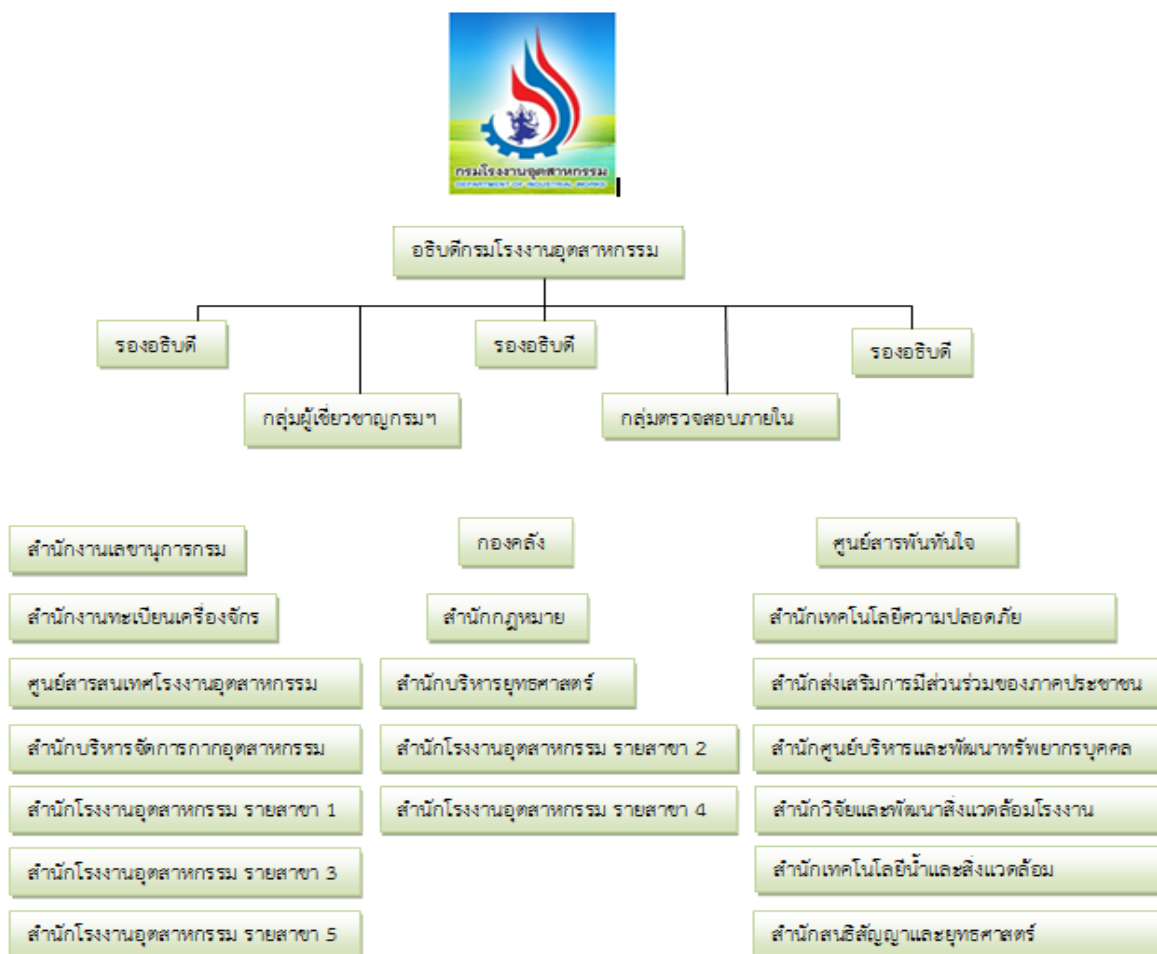 กรมโรงงานอุตสาหกรรม
DEPARTMENT OF INDUSTRIAL WORKS
อธิบดีกรมโรงงานอุตสาหกรรม
รองอธิบดี
รองอธิบดี
รองอธิบดี
กลุ่มผู้เชี่ยวชาญกรมฯ
กลุ่มตรวจสอบภายใน
สำนักงานเลขานุการกรม
กองคลัง
ศูนย์สารพันทันใจ
สำนักงานทะเบียนเครื่องจักร
สำนักกฎหมาย
สำนักเทคโนโลยีความปลอดภัย
ศูนย์สารสนเทศโรงงานอุตสาหกรรม
สำนักบริหารยุทธศาสตร์
สำนักส่งเสริมการมีส่วนร่วมของภาคประชาชน
สำนักบริหารจัดการกากอุตสาหกรรม
สำนักโรงงานอุตสาหกรรม รายสาขา 2
สำนักศูนย์บริหารและพัฒนาทรัพยากรบุคคล
สำนักโรงงานอุตสาหกรรม รายสาขา 1
สำนักโรงงานอุตสาหกรรม รายสาขา 4
สำนักวิจัยและพัฒนาสิ่งแวดล้อมโรงงาน
สำนักโรงงานอุตสาหกรรม รายสาขา 3
สำนักเทคโนโลยีน้ำและสิ่งแวดล้อม
สำนักโรงงานอุตสาหกรรม รายสาขา 5
สำนักสนธิสัญญาและยุทธศาสตร์